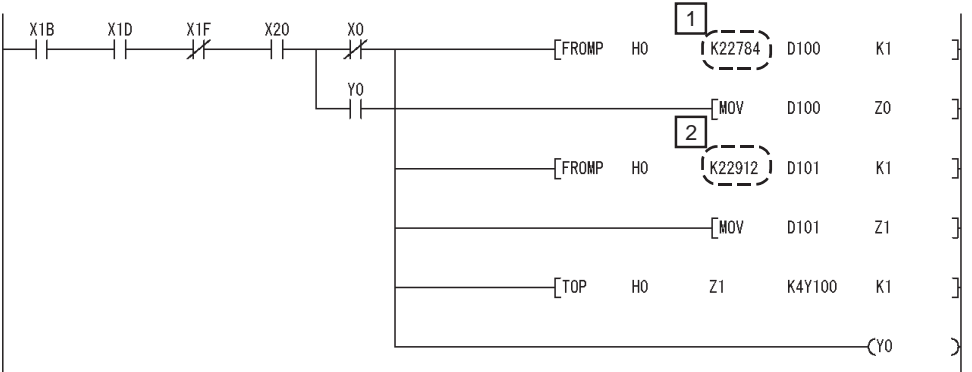 1
X1B X1D X1F X20 X0
[FROMP H0 K22784 D100 K1 ]
Y0
[MOV D100 Z0 ]
2
[FROMP H0 K22912 D101 K1 ]
[MOV D101 Z1 ]
[TOP H0 Z1 K4Y100 K1 ]
(Y0 )